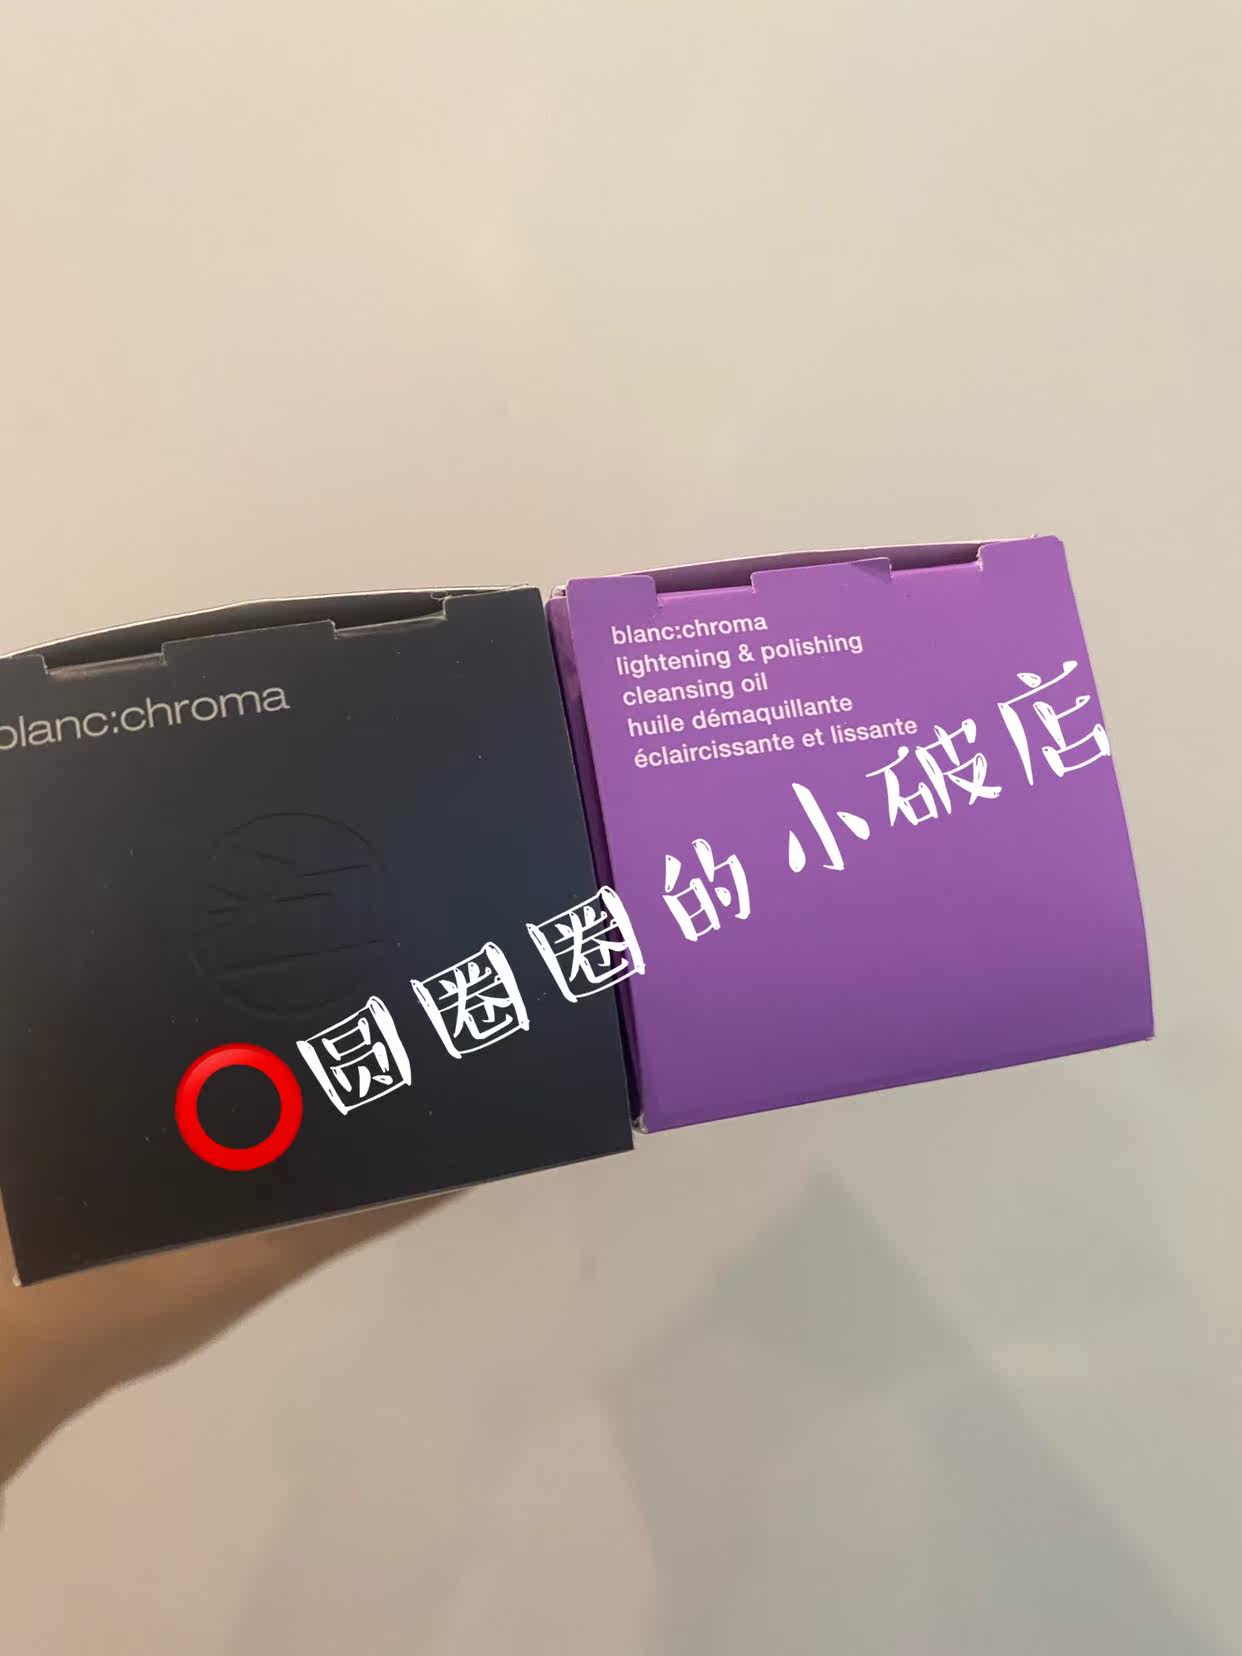 blanc:chroma
blanc:chroma
lightening & polishing
cleansing oil
huile démaquillante
éclaircissante et lissante
圆圈圈的小破店